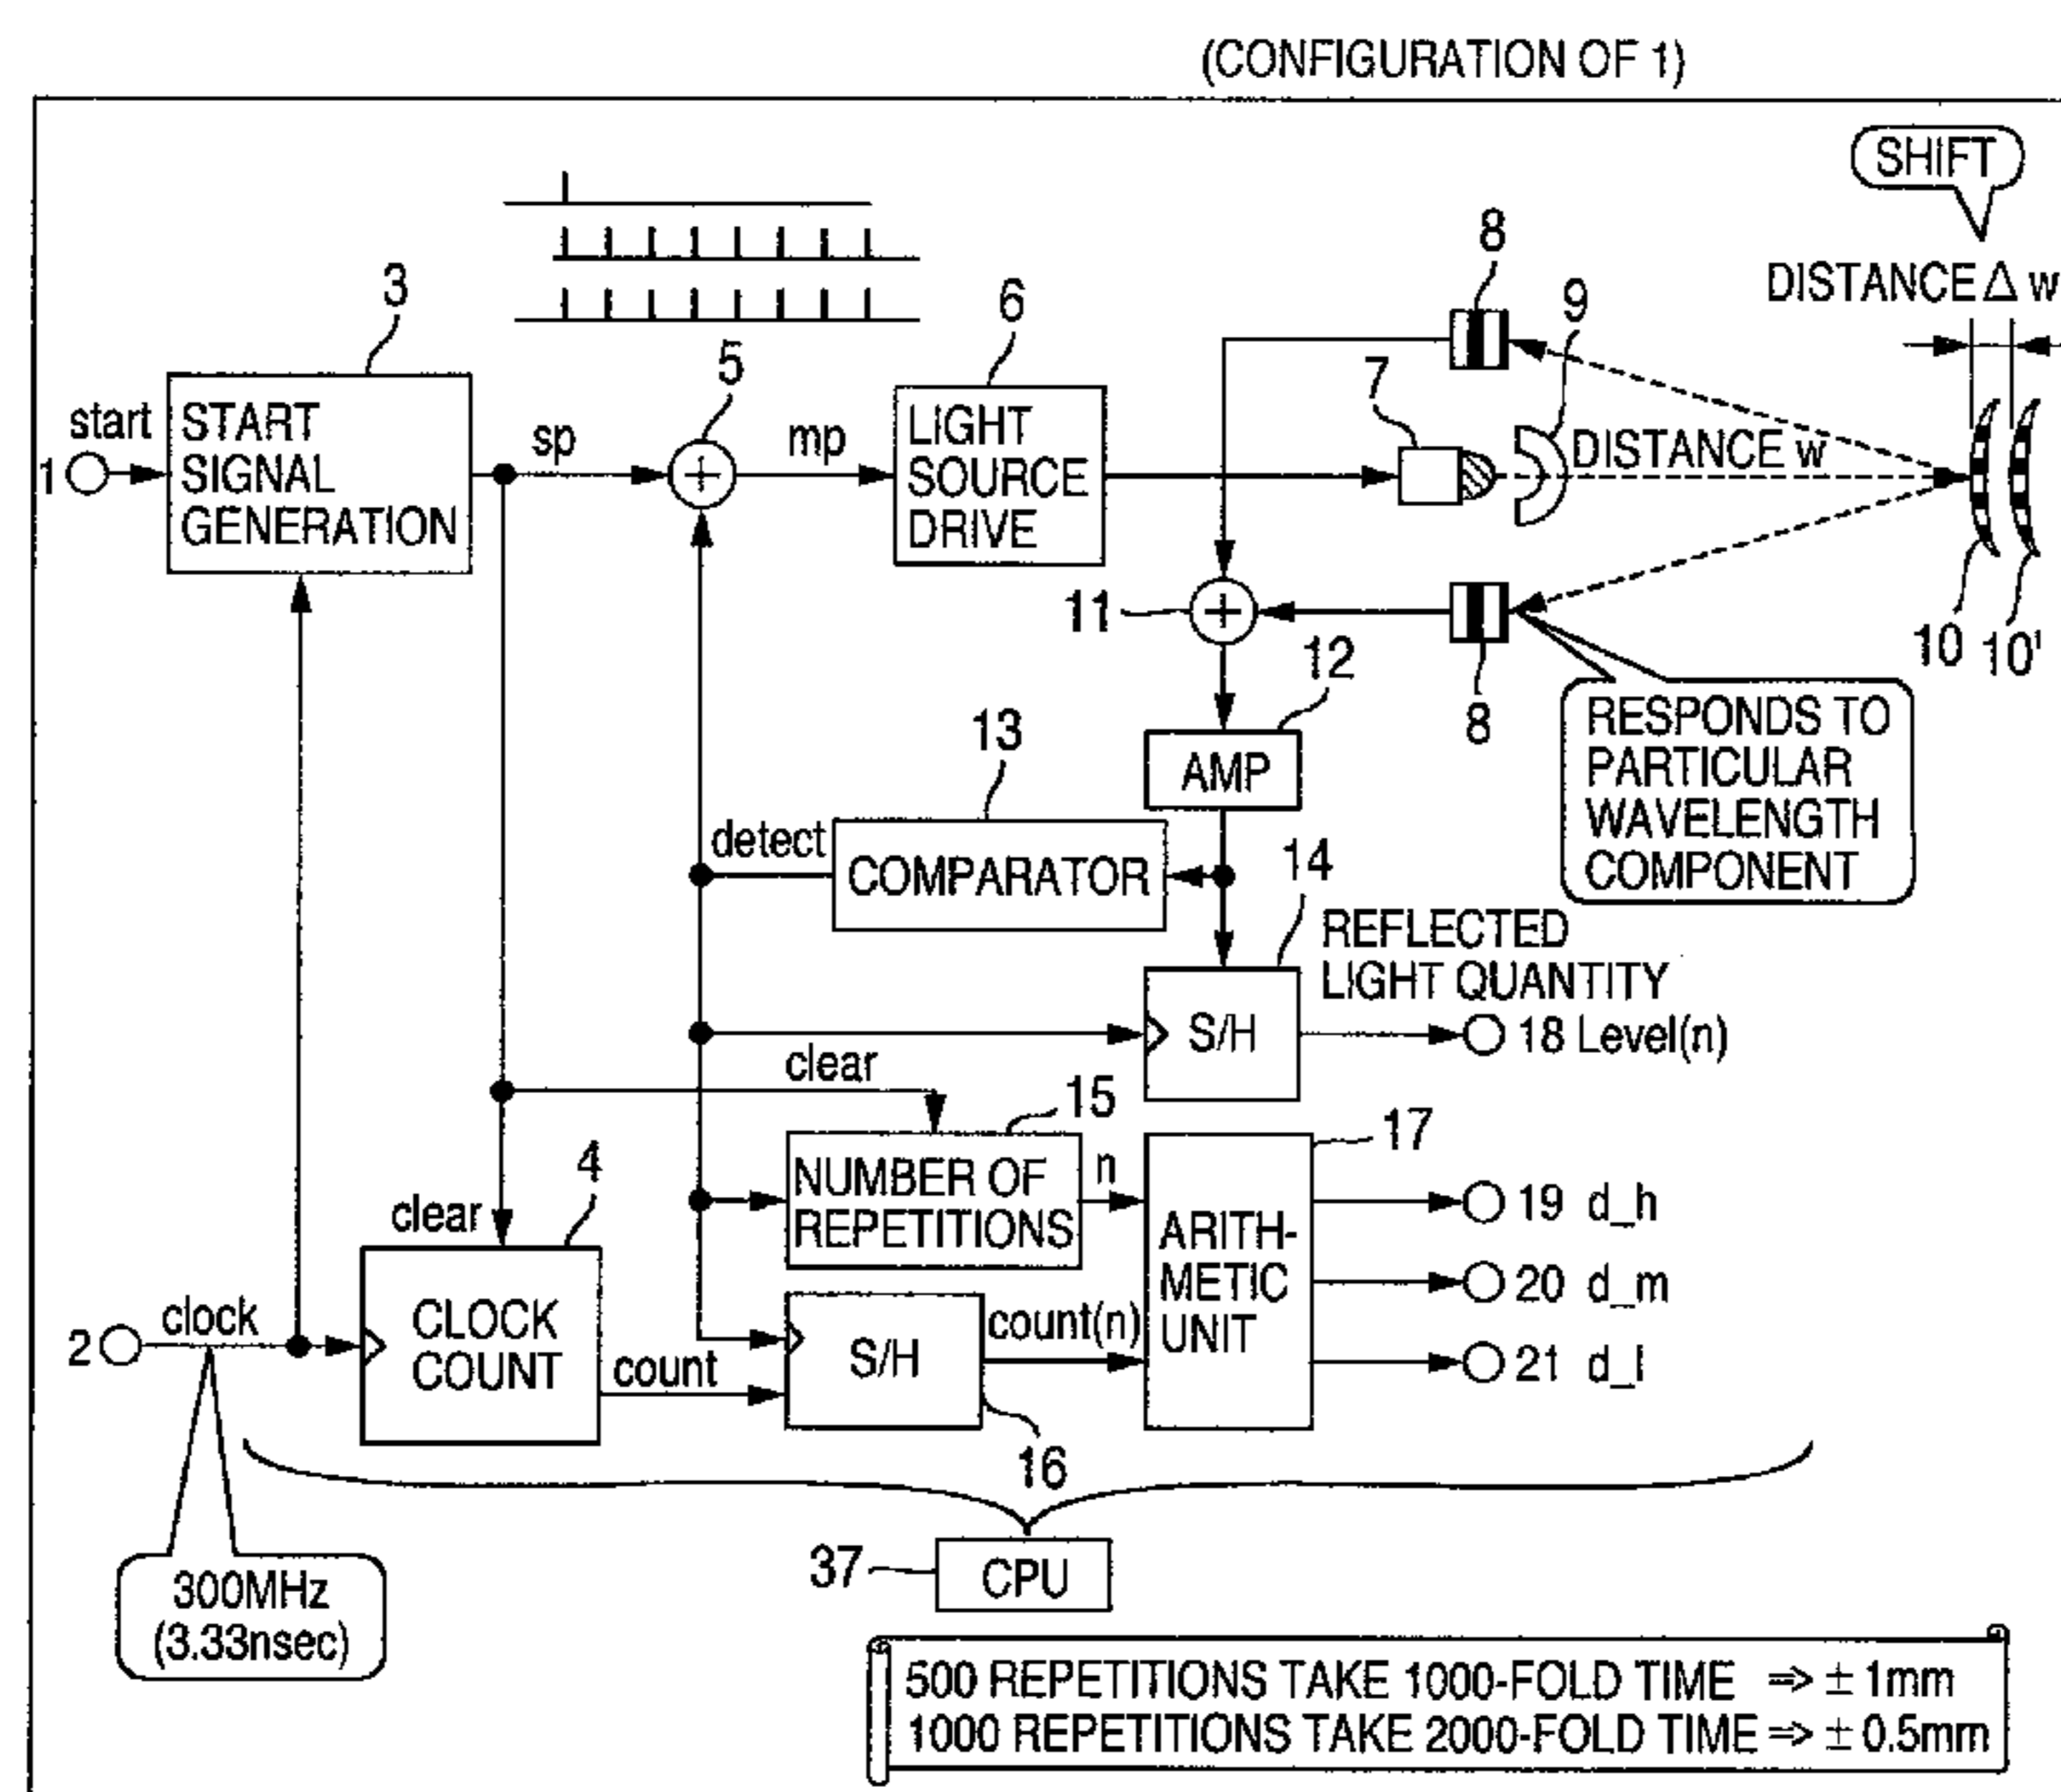 (CONFIGURATION OF 1)
SHIFT
DISTANCE Δ w
3
5
6
8
9
7
start
1
START
SIGNAL
GENERATION
sp
mp
LIGHT
SOURCE
DRIVE
DISTANCE w
11
12
8
10
10'
RESPONDS TO
PARTICULAR
WAVELENGTH
COMPONENT
AMP
13
detect
COMPARATOR
14
REFLECTED
LIGHT QUANTITY
S/H
18 Level(n)
clear
15
17
4
clear
NUMBER OF
REPETITIONS
n
ARITH-
METIC
UNIT
19 d_h
20 d_m
21 d_l
2
clock
CLOCK
COUNT
count
S/H
count(n)
16
37
CPU
300MHz
(3.33nsec)
500 REPETITIONS TAKE 1000-FOLD TIME => ± 1mm
1000 REPETITIONS TAKE 2000-FOLD TIME => ± 0.5mm